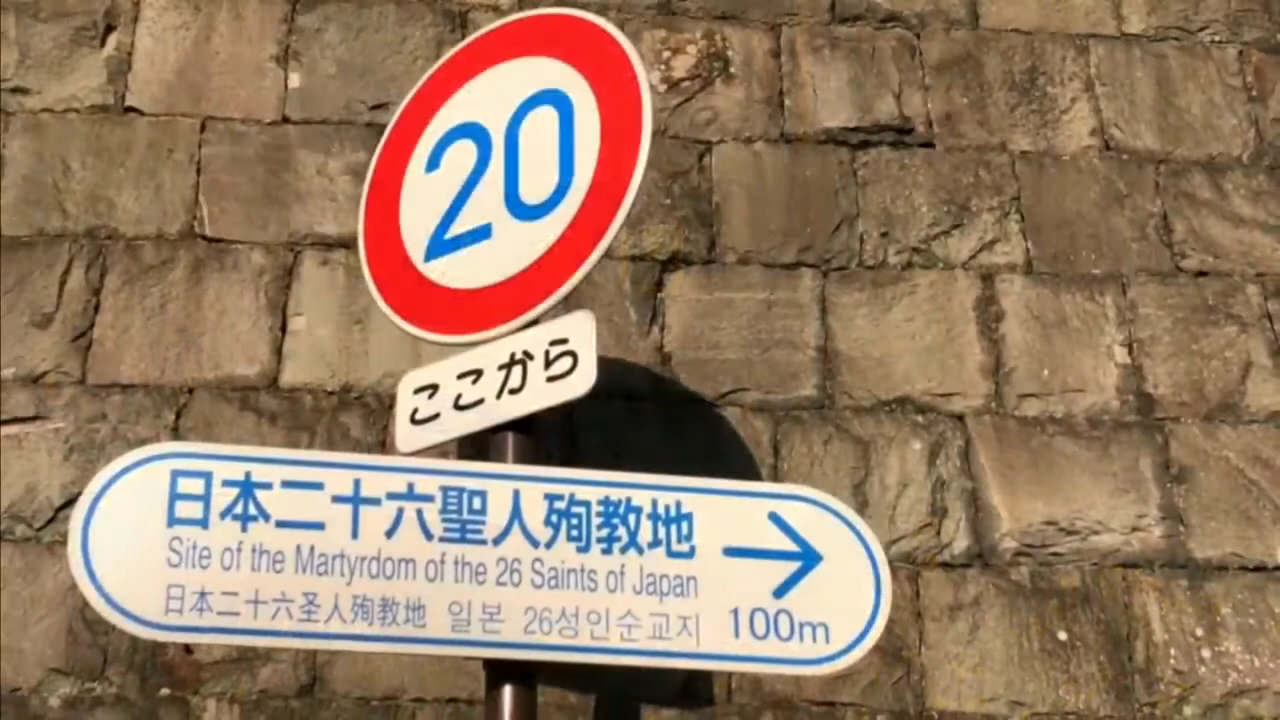 20
ここから
日本二十六聖人殉教地
Site of the Martyrdom of the 26 Saints of Japan
日本二十六圣人殉教地 일본 26성인순교지
100m